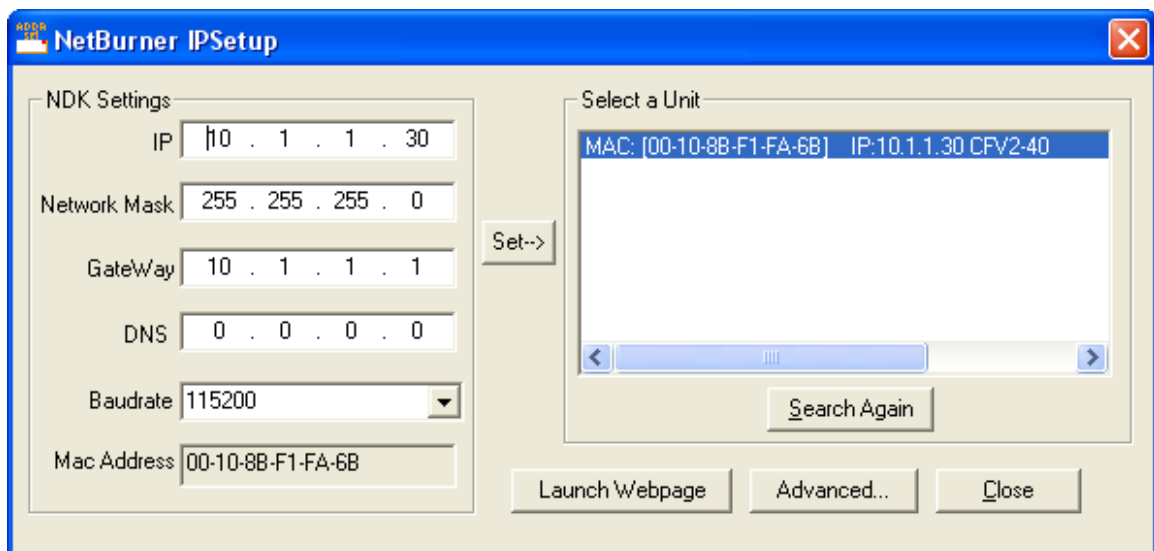 ADDR
NetBurner IPSetup
NDK Settings
IP 10 . 1 . 1 . 30
Network Mask 255 . 255 . 255 . 0
GateWay 10 . 1 . 1 . 1
DNS 0 . 0 . 0 . 0
Baudrate 115200
Mac Address 00-10-8B-F1-FA-6B
Set-->
Select a Unit
MAC: [00-10-8B-F1-FA-6B] IP:10.1.1.30 CFV2-40
Search Again
Launch Webpage Advanced... Close